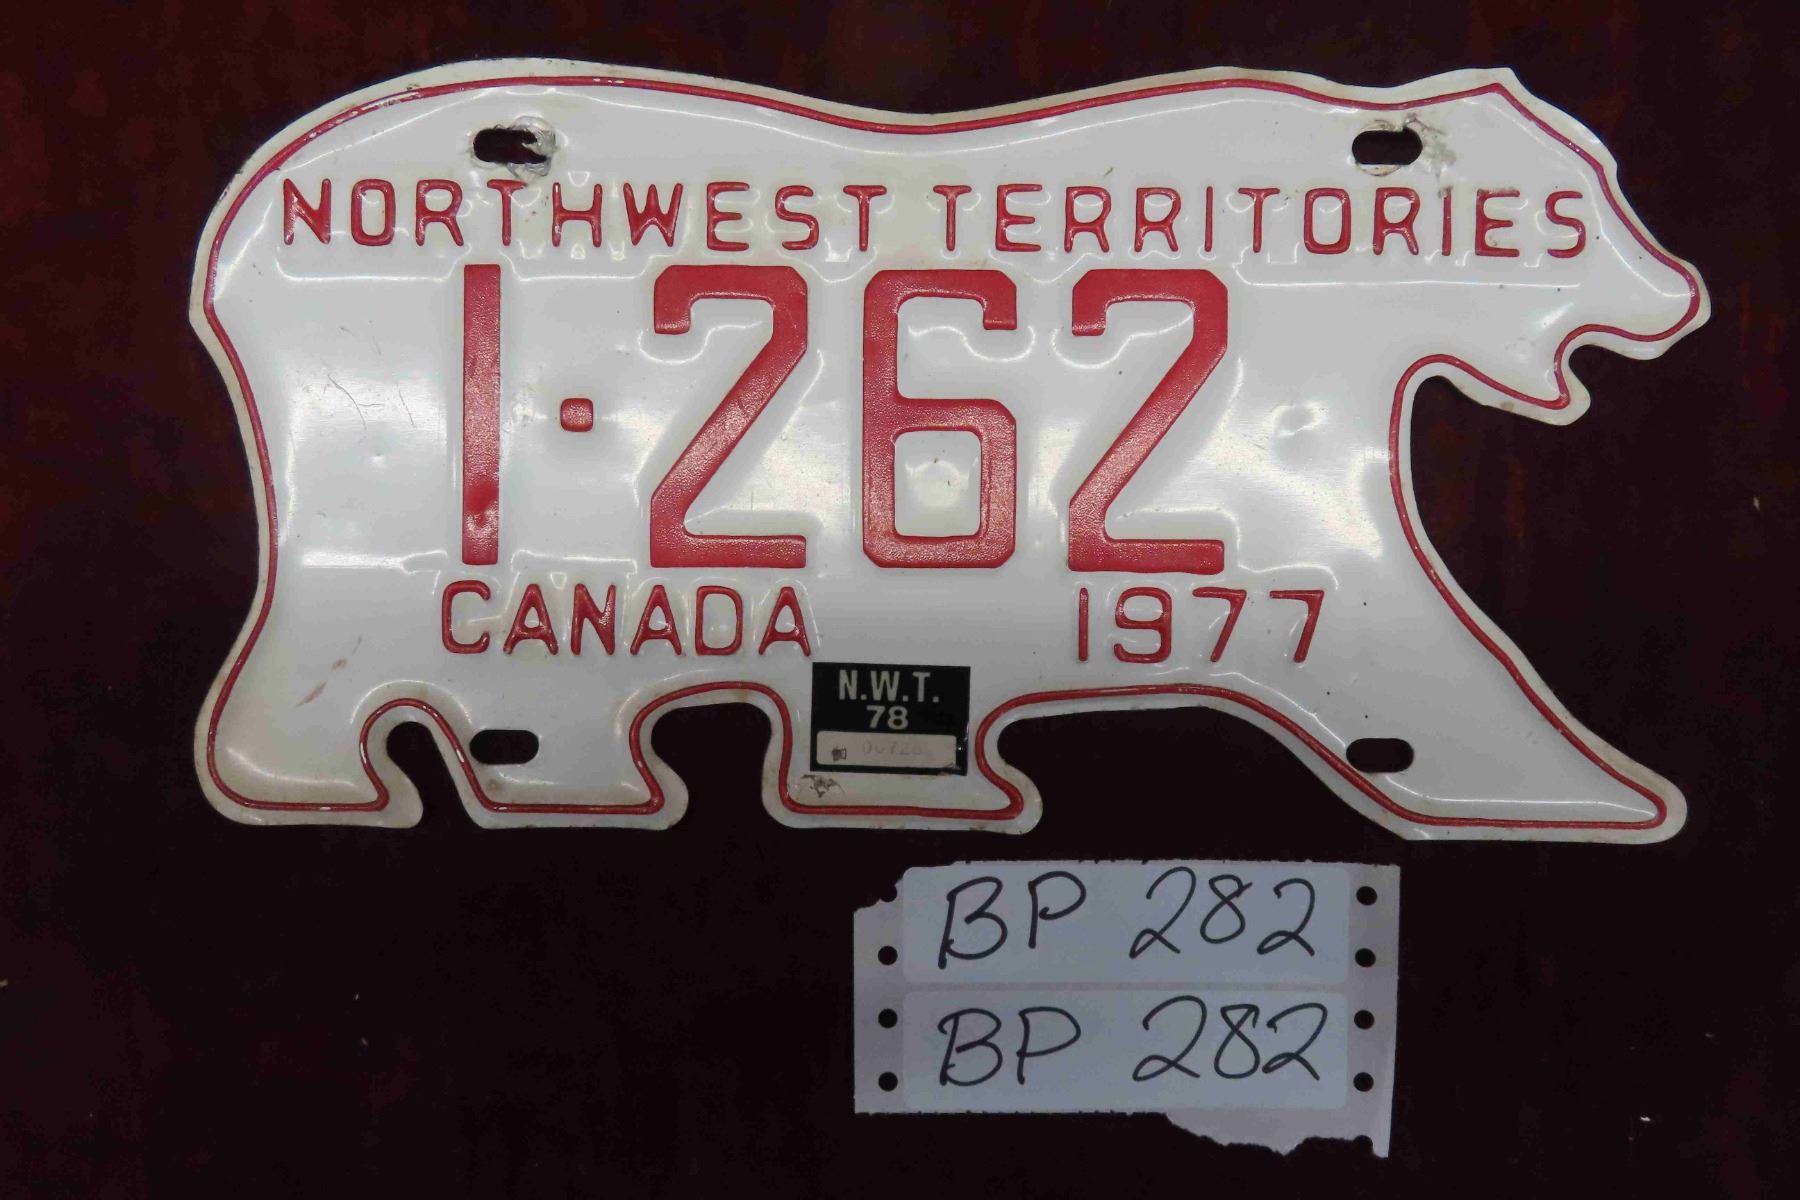 NORTHWEST TERRITORIES
1·262
CANADA 1977
N.W.T.
78
BP 282
BP 282